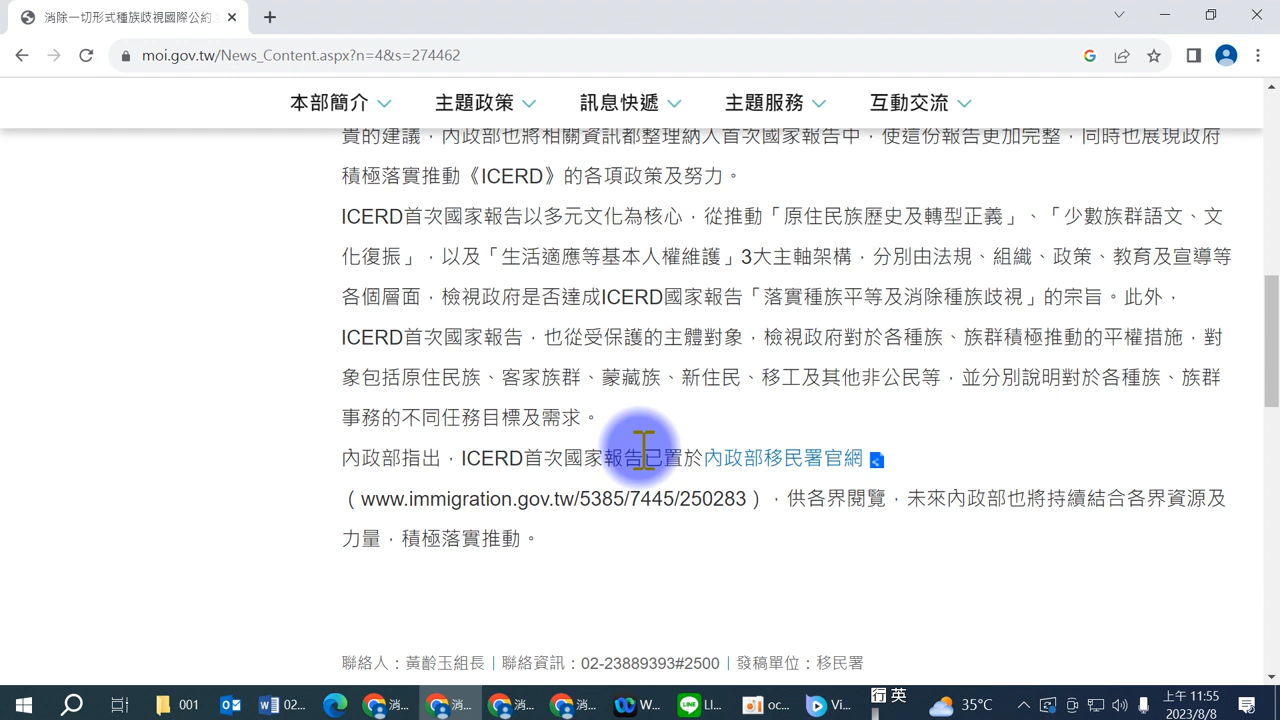 消除一切形式種族歧視國際公約
moi.gov.tw/News_Content.aspx?n=4&s=274462
本部簡介 主題政策 訊息快遞 主題服務 互動交流
貴的建議，內政部也將相關資訊都整理納入首次國家報告中，使這份報告更加完整，同時也展現政府
積極落實推動《ICERD》的各項政策及努力。
ICERD首次國家報告以多元文化為核心，從推動「原住民族歷史及轉型正義」、「少數族群語文、文
化復振」，以及「生活適應等基本人權維護」3大主軸架構，分別由法規、組織、政策、教育及宣導等
各個層面，檢視政府是否達成ICERD國家報告「落實種族平等及消除種族歧視」的宗旨。此外，
ICERD首次國家報告，也從受保護的主體對象，檢視政府對於各種族、族群積極推動的平權措施，對
象包括原住民族、客家族群、蒙藏族、新住民、移工及其他非公民等，並分別說明對於各種族、族群
事務的不同任務目標及需求。
內政部指出，ICERD首次國家報告已置於內政部移民署官網
（www.immigration.gov.tw/5385/7445/250283），供各界閱覽，未來內政部也將持續結合各界資源及
力量，積極落實推動。
聯絡人：黃齡玉組長｜聯絡資訊：02-23889393#2500｜發稿單位：移民署
001 02... 消... 消... 消... 消... W... LI... oc... Vi... 行 英 35°C 上午 11:55
2023/8/8